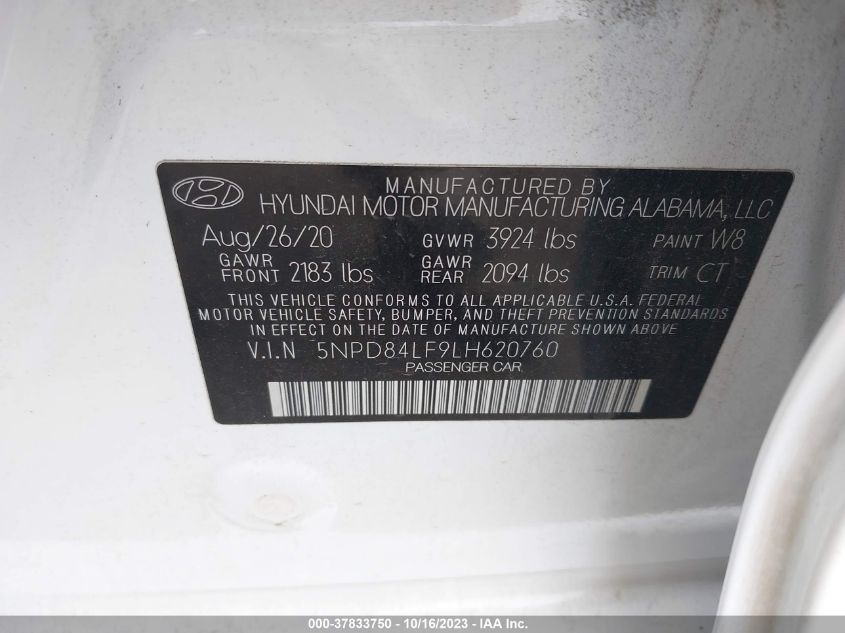 MANUFACTURED BY
HYUNDAI MOTOR MANUFACTURING ALABAMA, LLC
Aug/26/20 GVWR 3924 lbs PAINT W8
GAWR FRONT 2183 lbs GAWR REAR 2094 lbs TRIM CT
THIS VEHICLE CONFORMS TO ALL APPLICABLE U.S.A. FEDERAL
MOTOR VEHICLE SAFETY, BUMPER, AND THEFT PREVENTION STANDARDS
IN EFFECT ON THE DATE OF MANUFACTURE SHOWN ABOVE
V.I.N 5NPD84LF9LH620760
PASSENGER CAR
000-37833750 - 10/16/2023 - IAA Inc.